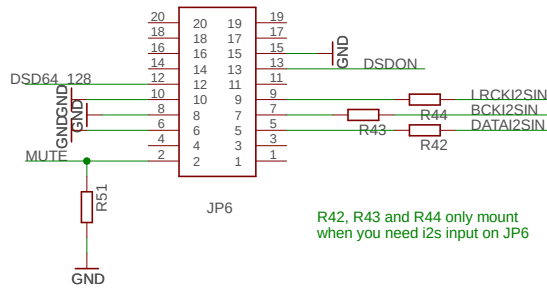 20 20 19 19
18 18 17 17
16 16 15 15 GND
14 14 13 13 DSDON
DSD64_128 12 12 11 11
GND 10 10 9 9 R44 LRCKI2SIN
GND 8 8 7 7 R43 BCKI2SIN
GND 6 6 5 5 R42 DATAI2SIN
4 4 3 3
MUTE 2 2 1 1
R51
JP6
GND
R42, R43 and R44 only mount
when you need i2s input on JP6